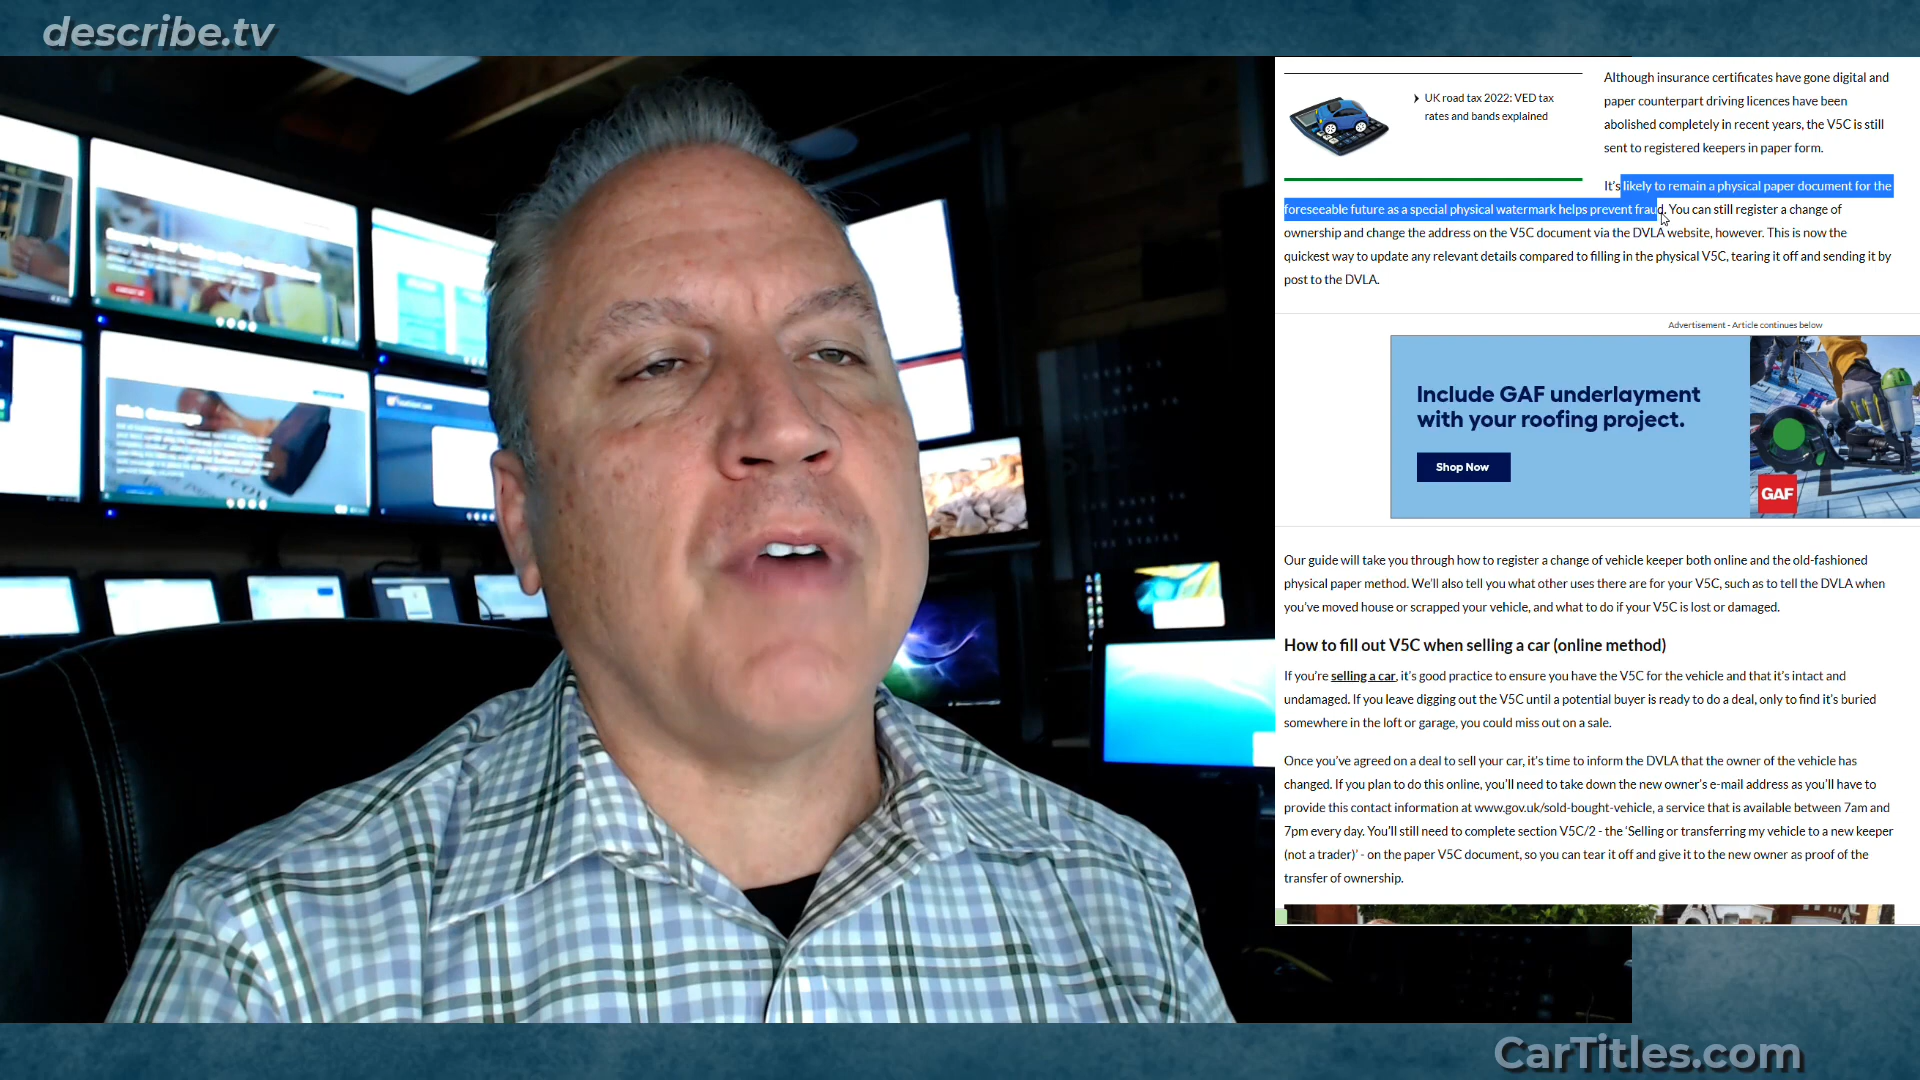 describe.tv
UK road tax 2022: VED tax
rates and bands explained
Although insurance certificates have gone digital and
paper counterpart driving licences have been
abolished completely in recent years, the V5C is still
sent to registered keepers in paper form.
It's likely to remain a physical paper document for the
foreseeable future as a special physical watermark helps prevent fraud. You can still register a change of
ownership and change the address on the V5C document via the DVLA website, however. This is now the
quickest way to update any relevant details compared to filling in the physical V5C, tearing it off and sending it by
post to the DVLA.
Advertisement - Article continues below
Include GAF underlayment
with your roofing project.
Shop Now
GAF
Our guide will take you through how to register a change of vehicle keeper both online and the old-fashioned
physical paper method. We'll also tell you what other uses there are for your V5C, such as to tell the DVLA when
you've moved house or scrapped your vehicle, and what to do if your V5C is lost or damaged.
How to fill out V5C when selling a car (online method)
If you're selling a car, it's good practice to ensure you have the V5C for the vehicle and that it's intact and
undamaged. If you leave digging out the V5C until a potential buyer is ready to do a deal, only to find it's buried
somewhere in the loft or garage, you could miss out on a sale.
Once you've agreed on a deal to sell your car, it's time to inform the DVLA that the owner of the vehicle has
changed. If you plan to do this online, you'll need to take down the new owner's e-mail address as you'll have to
provide this contact information at www.gov.uk/sold-bought-vehicle, a service that is available between 7am and
7pm every day. You'll still need to complete section V5C/2 - the 'Selling or transferring my vehicle to a new keeper
(not a trader)' - on the paper V5C document, so you can tear it off and give it to the new owner as proof of the
transfer of ownership.
CarTitles.com